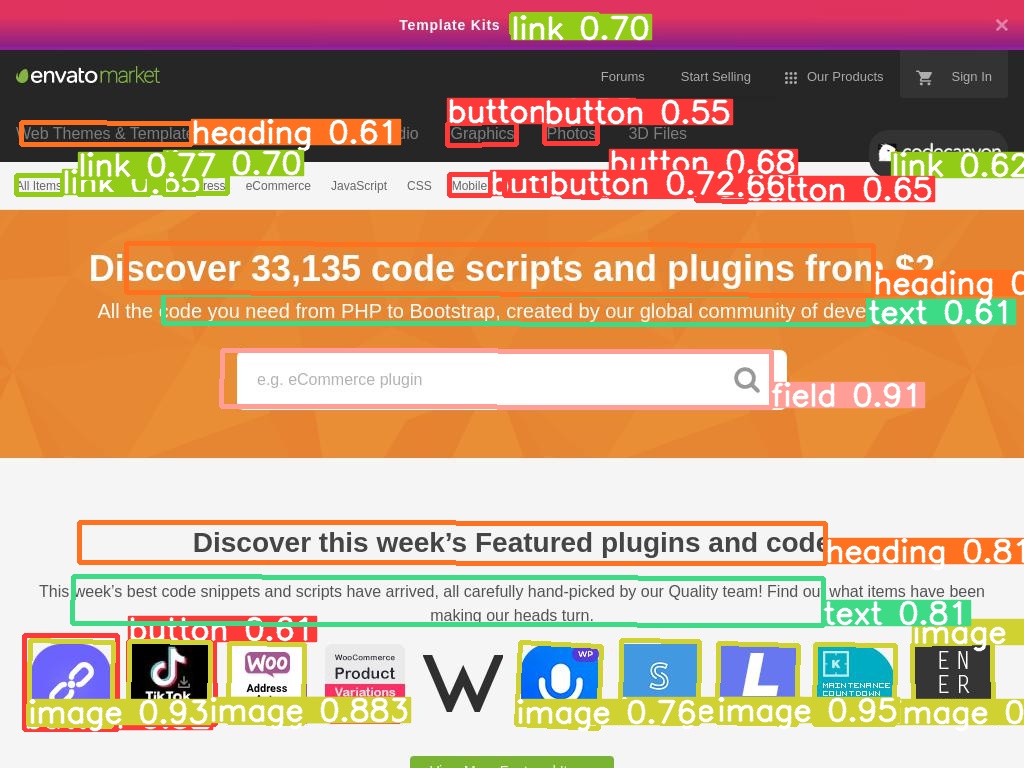 Template Kits link 0.70 ×
envatomarket Forums Start Selling Our Products Sign In
button button 0.55
Web Themes & Template heading 0.61 Graphics Photos 3D Files
codecanyon
link 0.77 0.70 button 0.68 link 0.62
All Items link 0.65 eCommerce JavaScript CSS Mobile button 0.72 .66 button 0.65
Discover 33,135 code scripts and plugins from $2
heading 0
All the code you need from PHP to Bootstrap, created by our global community of deve text 0.61
e.g. eCommerce plugin
field 0.91
Discover this week's Featured plugins and code
heading 0.81
This week's best code snippets and scripts have arrived, all carefully hand-picked by our Quality team! Find out what items have been
making our heads turn.
text 0.81
button 0.61 image
WOO Address
TikTok
WooCommerce Product Variations
W
WP
S
L
K MAINTENANCE COUNTDOWN
EN
ER
image 0.93 image 0.883 image 0.76 image 0.95